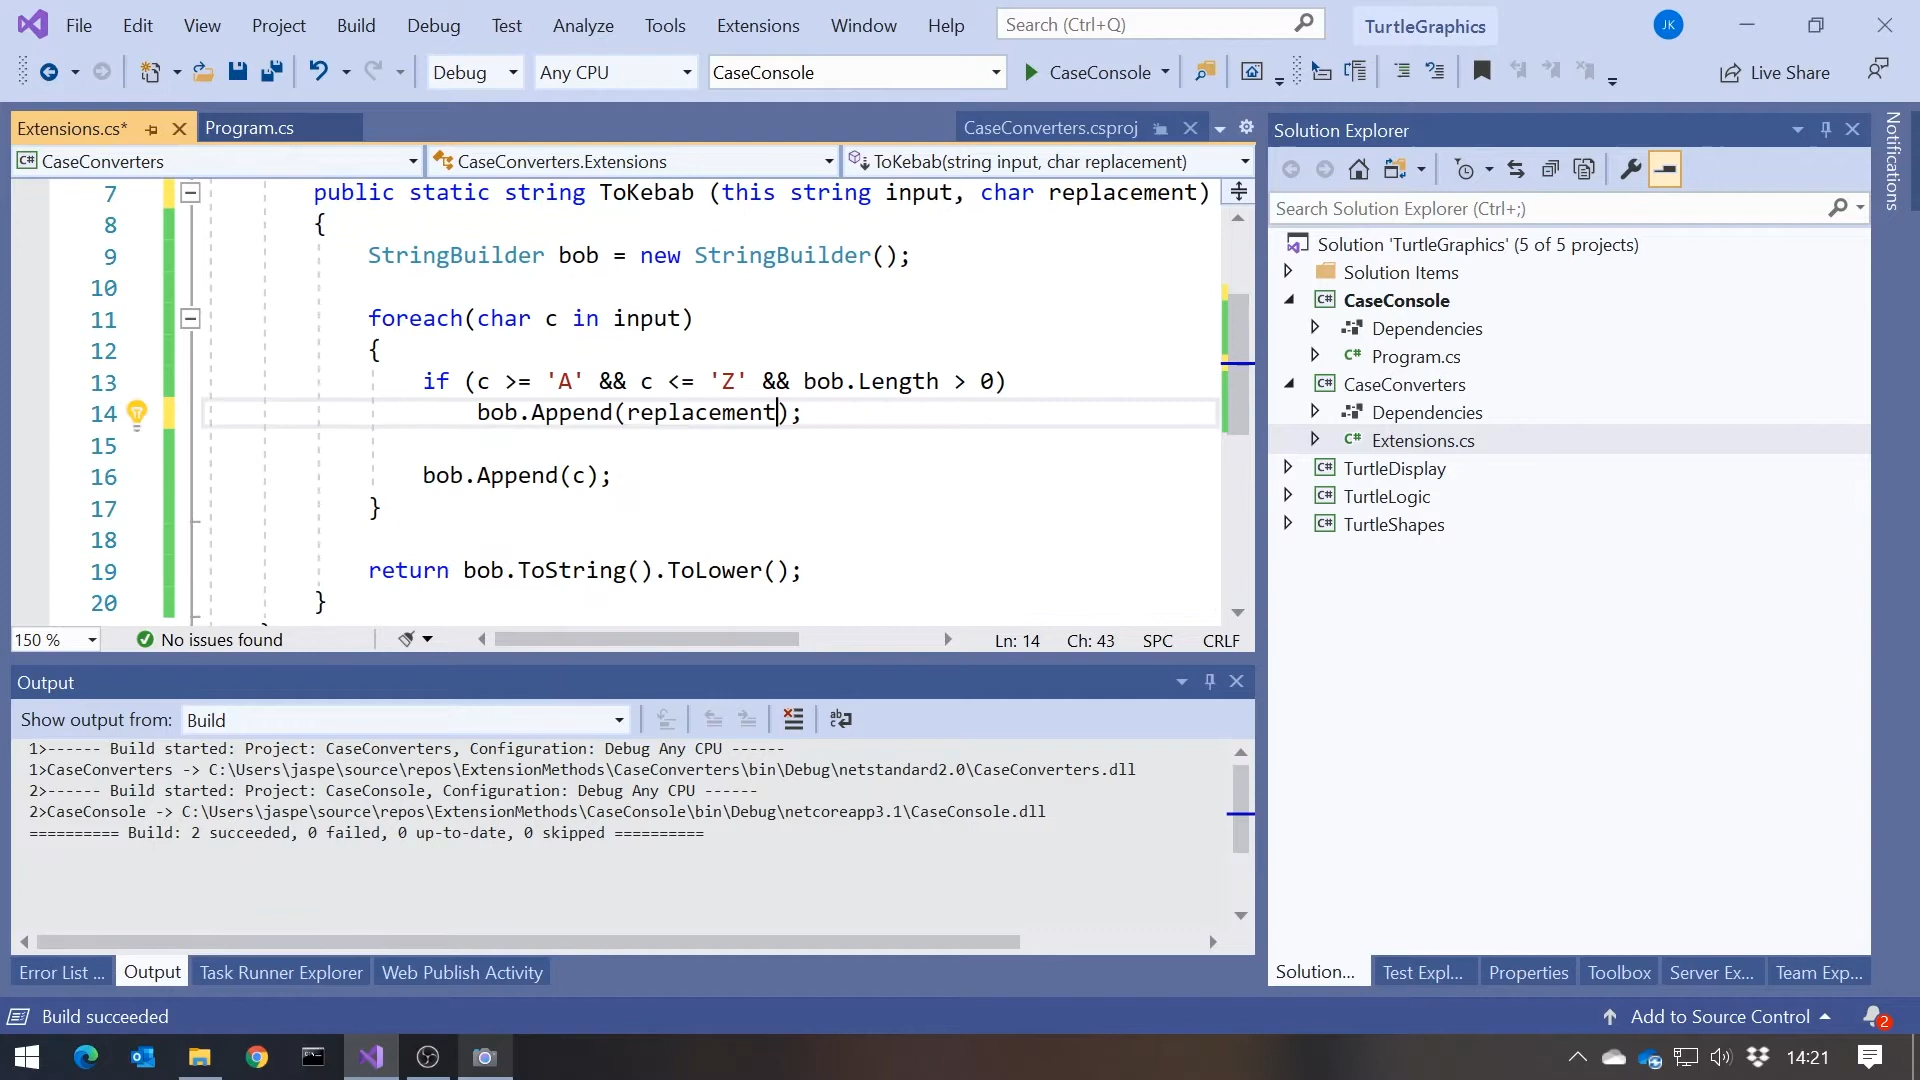 File Edit View Project Build Debug Test Analyze Tools Extensions Window Help Search (Ctrl+Q) TurtleGraphics JK
Debug Any CPU CaseConsole CaseConsole Live Share
Extensions.cs* Program.cs CaseConverters.csproj
C# CaseConverters CaseConverters.Extensions ToKebab(string input, char replacement)
7 public static string ToKebab (this string input, char replacement)
8 {
9 StringBuilder bob = new StringBuilder();
10
11 foreach(char c in input)
12 {
13 if (c >= 'A' && c <= 'Z' && bob.Length > 0)
14 bob.Append(replacement);
15
16 bob.Append(c);
17 }
18
19 return bob.ToString().ToLower();
20 }
150 % No issues found Ln: 14 Ch: 43 SPC CRLF
Output
Show output from: Build
1>------ Build started: Project: CaseConverters, Configuration: Debug Any CPU ------
1>CaseConverters -> C:\Users\jaspe\source\repos\ExtensionMethods\CaseConverters\bin\Debug\netstandard2.0\CaseConverters.dll
2>------ Build started: Project: CaseConsole, Configuration: Debug Any CPU ------
2>CaseConsole -> C:\Users\jaspe\source\repos\ExtensionMethods\CaseConsole\bin\Debug\netcoreapp3.1\CaseConsole.dll
========== Build: 2 succeeded, 0 failed, 0 up-to-date, 0 skipped ==========
Error List ... Output Task Runner Explorer Web Publish Activity
Solution Explorer
Search Solution Explorer (Ctrl+;)
Solution 'TurtleGraphics' (5 of 5 projects)
Solution Items
C# CaseConsole
Dependencies
C# Program.cs
C# CaseConverters
Dependencies
C# Extensions.cs
C# TurtleDisplay
C# TurtleLogic
C# TurtleShapes
Solution... Test Expl... Properties Toolbox Server Ex... Team Exp...
Notifications
Build succeeded Add to Source Control 2
14:21